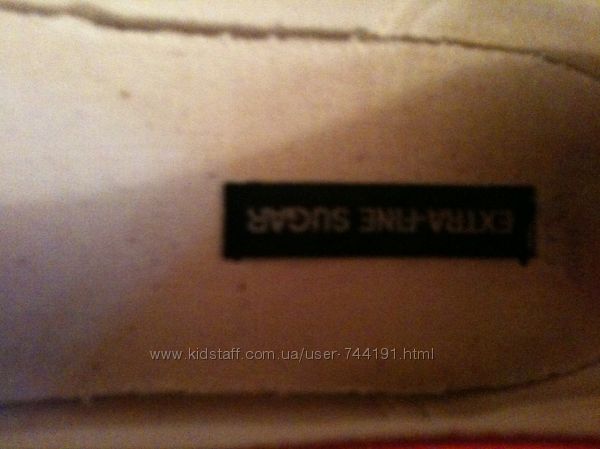 EXTRA-FINE SUGAR
www.kidstaff.com.ua/user-744191.html